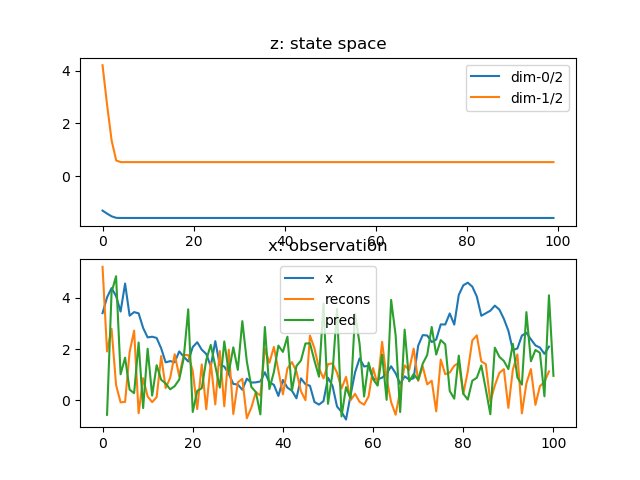 z: state space
4
2
0
dim-0/2
dim-1/2
0 20 40 60 80 100
x: observation
4
2
0
x
recons
pred
0 20 40 60 80 100